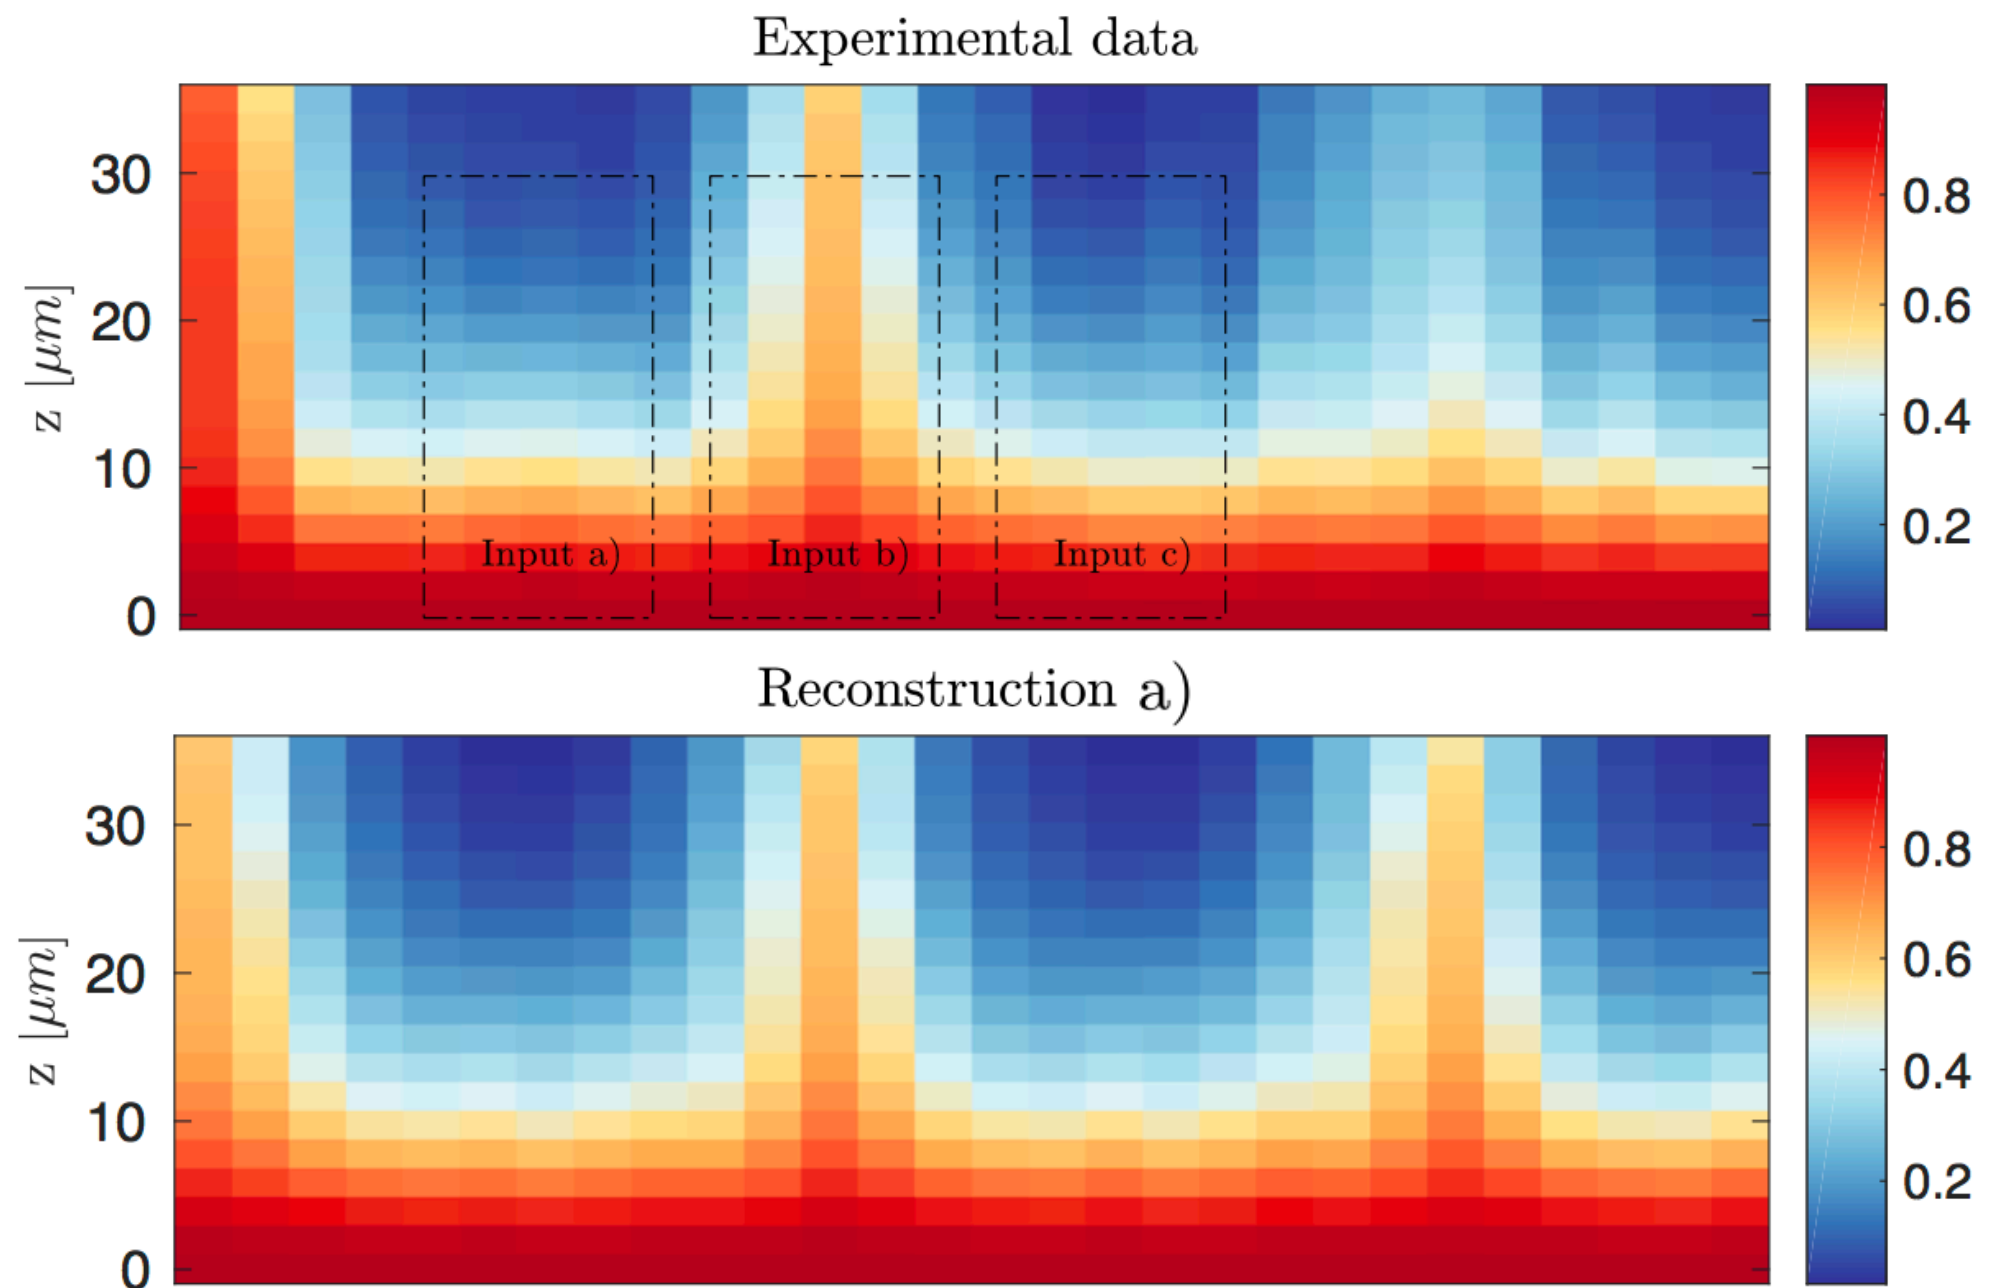 Experimental data
z [μm]
30
20
10
0
Input a)
Input b)
Input c)
0.8
0.6
0.4
0.2
Reconstruction a)
z [μm]
30
20
10
0
0.8
0.6
0.4
0.2